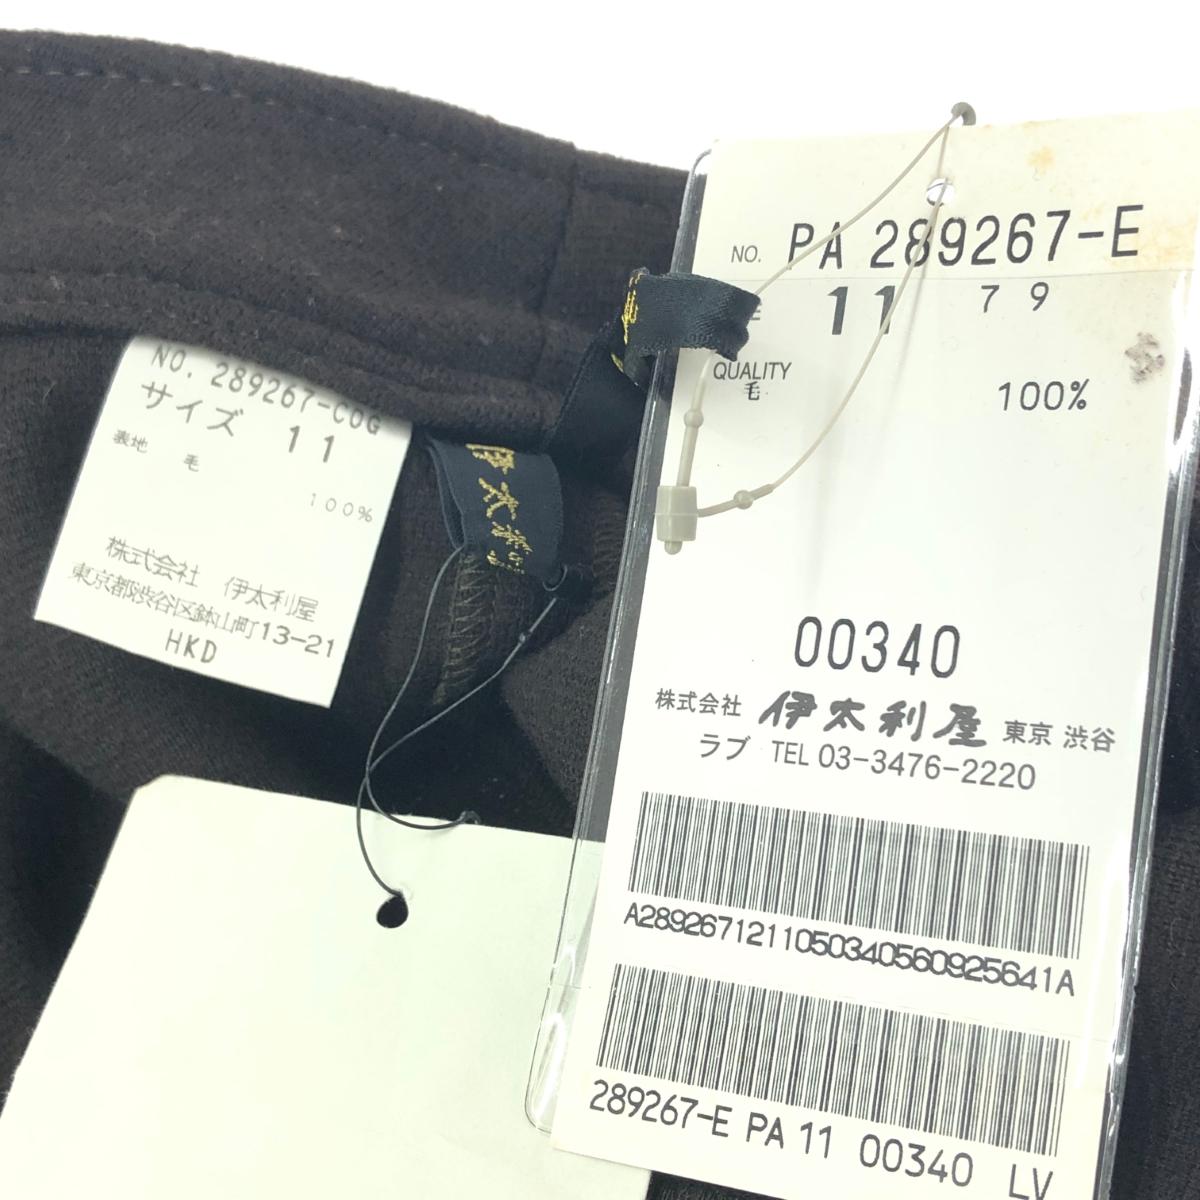 NO. 289267-COG
サイズ 11
表地 毛
100%
株式会社 伊太利屋
東京都渋谷区鉢山町13-21
HKD
伊太利
NO. PA 289267-E
11 79
QUALITY
毛 100%
00340
株式会社 伊太利屋 東京 渋谷
ラブ TEL 03-3476-2220
A2892671211050340560925641A
289267-E PA 11 00340 LV